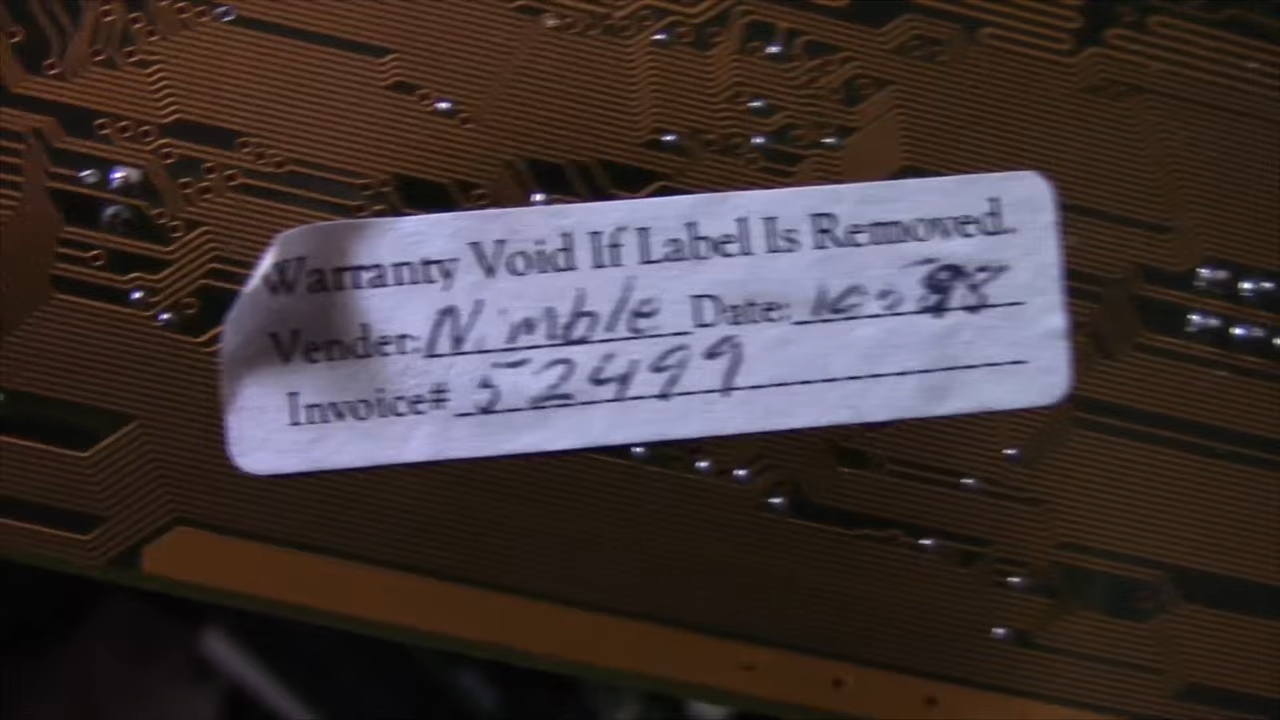 Warranty Void If Label Is Removed.
Vender: Nimble Date:
Invoice# 52499